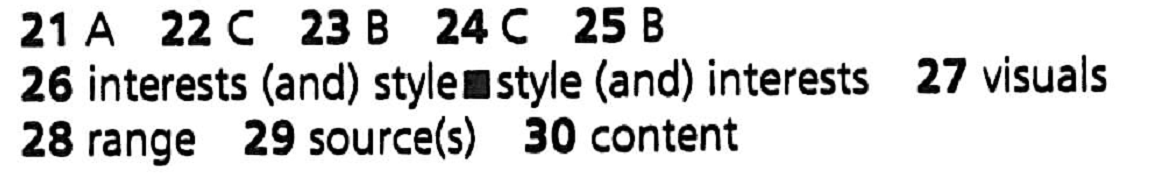 21 A 22 C 23 B 24 C 25 B
26 interests (and) style■style (and) interests 27 visuals
28 range 29 source(s) 30 content